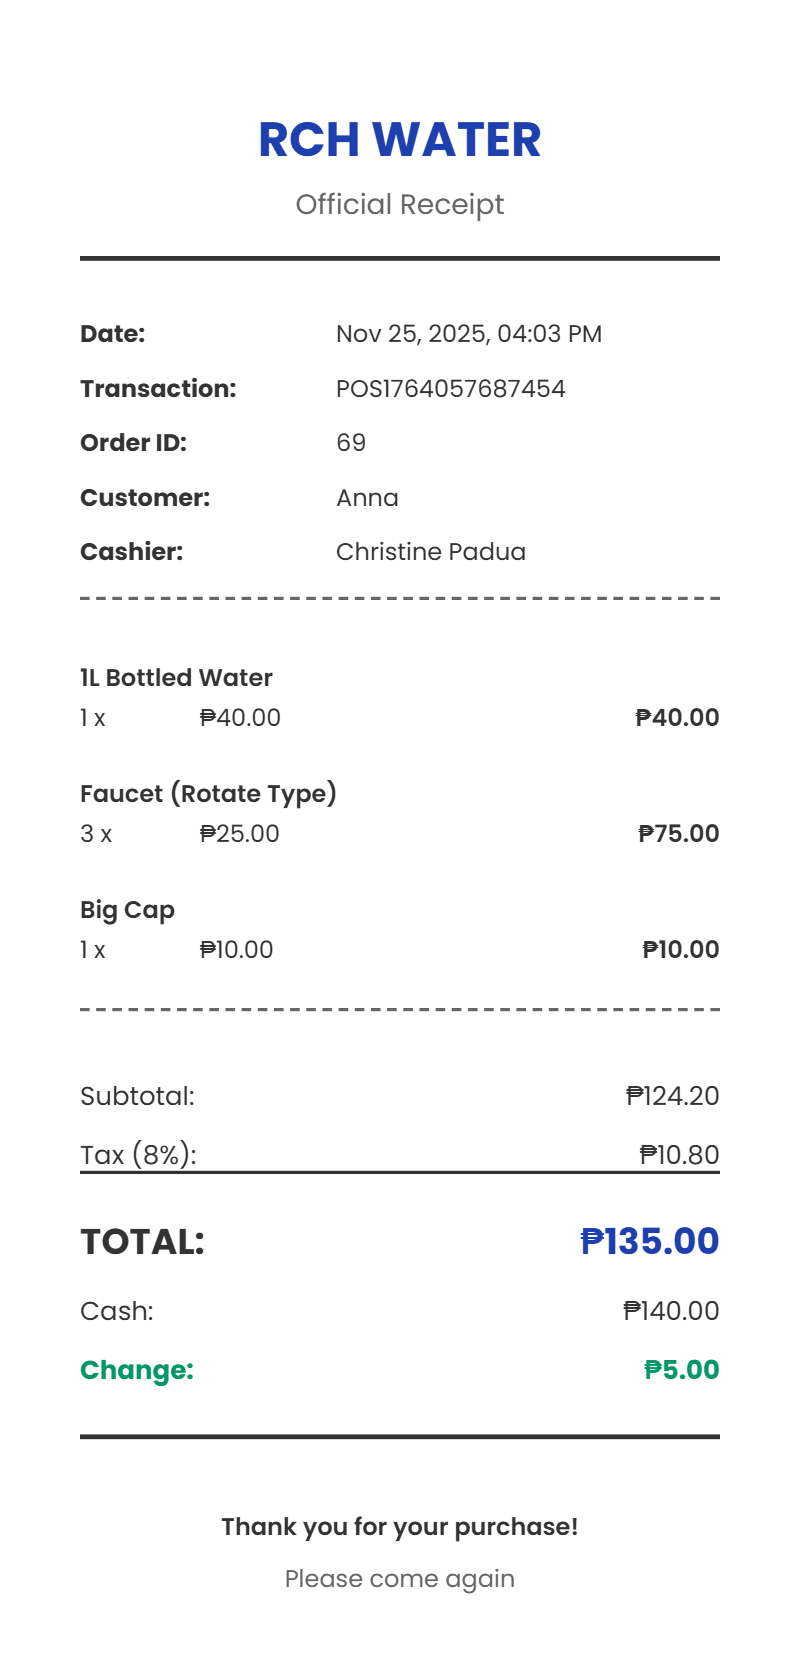 RCH WATER
Official Receipt
Date: Nov 25, 2025, 04:03 PM
Transaction: POS1764057687454
Order ID: 69
Customer: Anna
Cashier: Christine Padua
1L Bottled Water
1 x ₱40.00 ₱40.00
Faucet (Rotate Type)
3 x ₱25.00 ₱75.00
Big Cap
1 x ₱10.00 ₱10.00
Subtotal: ₱124.20
Tax (8%): ₱10.80
TOTAL: ₱135.00
Cash: ₱140.00
Change: ₱5.00
Thank you for your purchase!
Please come again